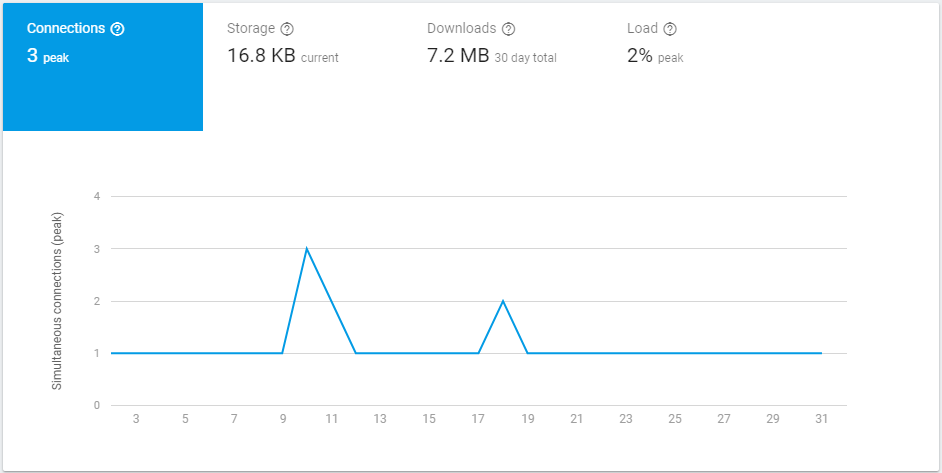 Connections
3 peak
Storage
16.8 KB current
Downloads
7.2 MB 30 day total
Load
2% peak
Simultaneous connections (peak)
4
3
2
1
0
3 5 7 9 11 13 15 17 19 21 23 25 27 29 31